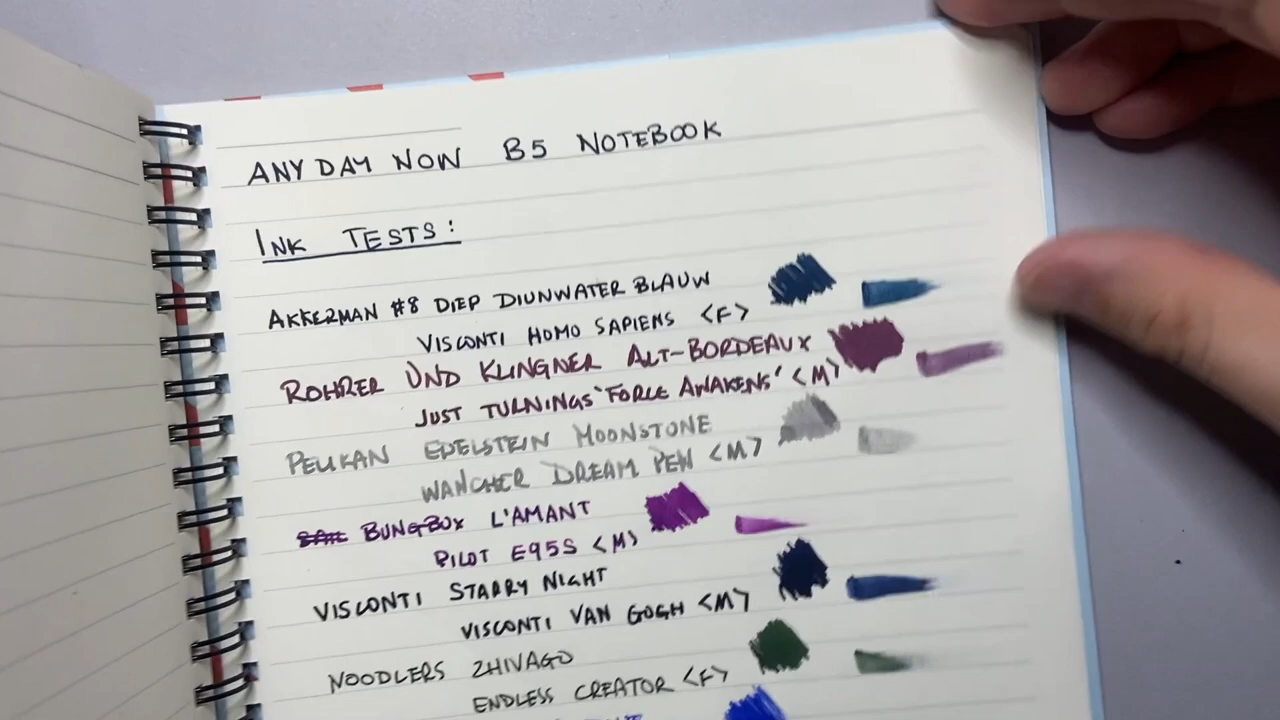 ANY DAY NOW B5 NOTEBOOK
INK TESTS:
AKKERMAN #8 DIEP DIUNWATER BLAUW
VISCONTI HOMO SAPIENS <F>
ROHRER UND KLINGNER ALT-BORDEAUX
JUST TURNINGS 'FORCE AWAKENS' <M>
PELIKAN EDELSTEIN MOONSTONE
WANCHER DREAM PEN <M>
BUNGBOX L'AMANT
PILOT E95S <M>
VISCONTI STARRY NIGHT
VISCONTI VAN GOGH <M>
NOODLERS ZHIVAGO
ENDLESS CREATOR <F>